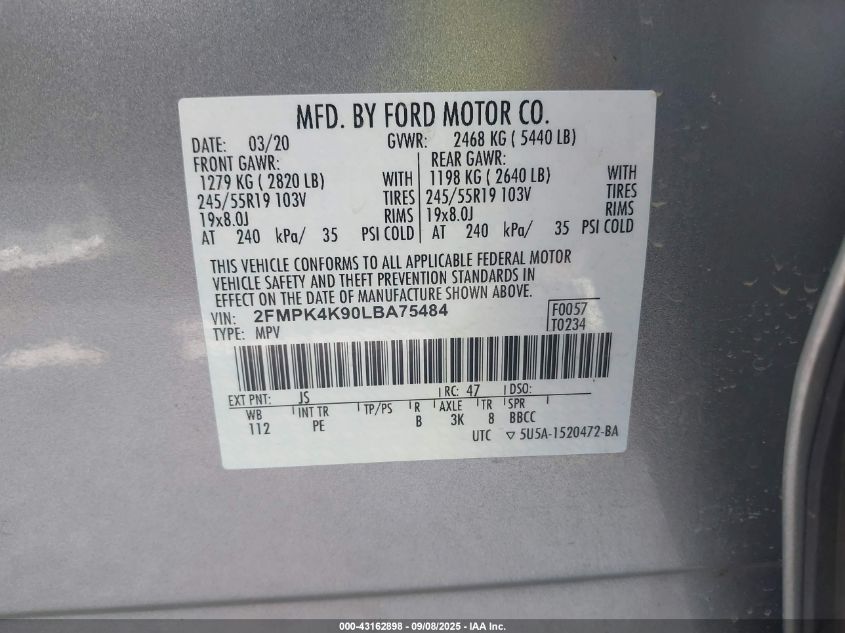 MFD. BY FORD MOTOR CO.
DATE: 03/20 GVWR: 2468 KG ( 5440 LB)
FRONT GAWR: REAR GAWR:
1279 KG ( 2820 LB) WITH 1198 KG ( 2640 LB) WITH
245/55R19 103V TIRES 245/55R19 103V TIRES
19x8.0J RIMS 19x8.0J RIMS
AT 240 kPa/ 35 PSI COLD AT 240 kPa/ 35 PSI COLD
THIS VEHICLE CONFORMS TO ALL APPLICABLE FEDERAL MOTOR
VEHICLE SAFETY AND THEFT PREVENTION STANDARDS IN
EFFECT ON THE DATE OF MANUFACTURE SHOWN ABOVE.
VIN: 2FMPK4K90LBA75484 F0057
TYPE: MPV T0234
EXT PNT: JS RC: 47 DSO:
WB INT TR TP/PS R AXLE TR SPR
112 PE B 3K 8 BBCC
UTC ▽ 5U5A-1520472-BA
000-43162898 - 09/08/2025 - IAA Inc.